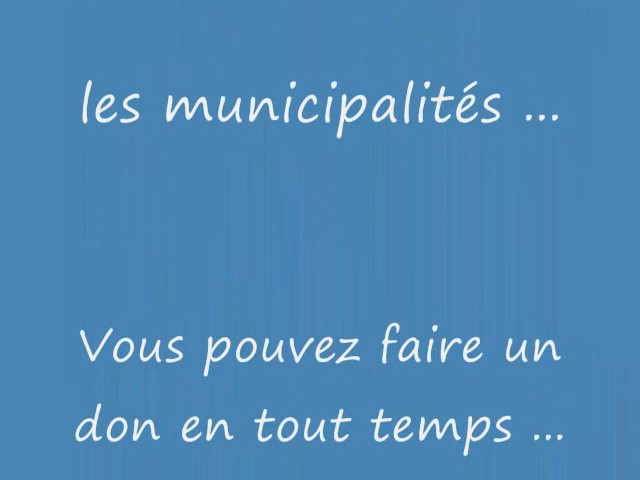 les municipalités ...
Vous pouvez faire un
don en tout temps ...